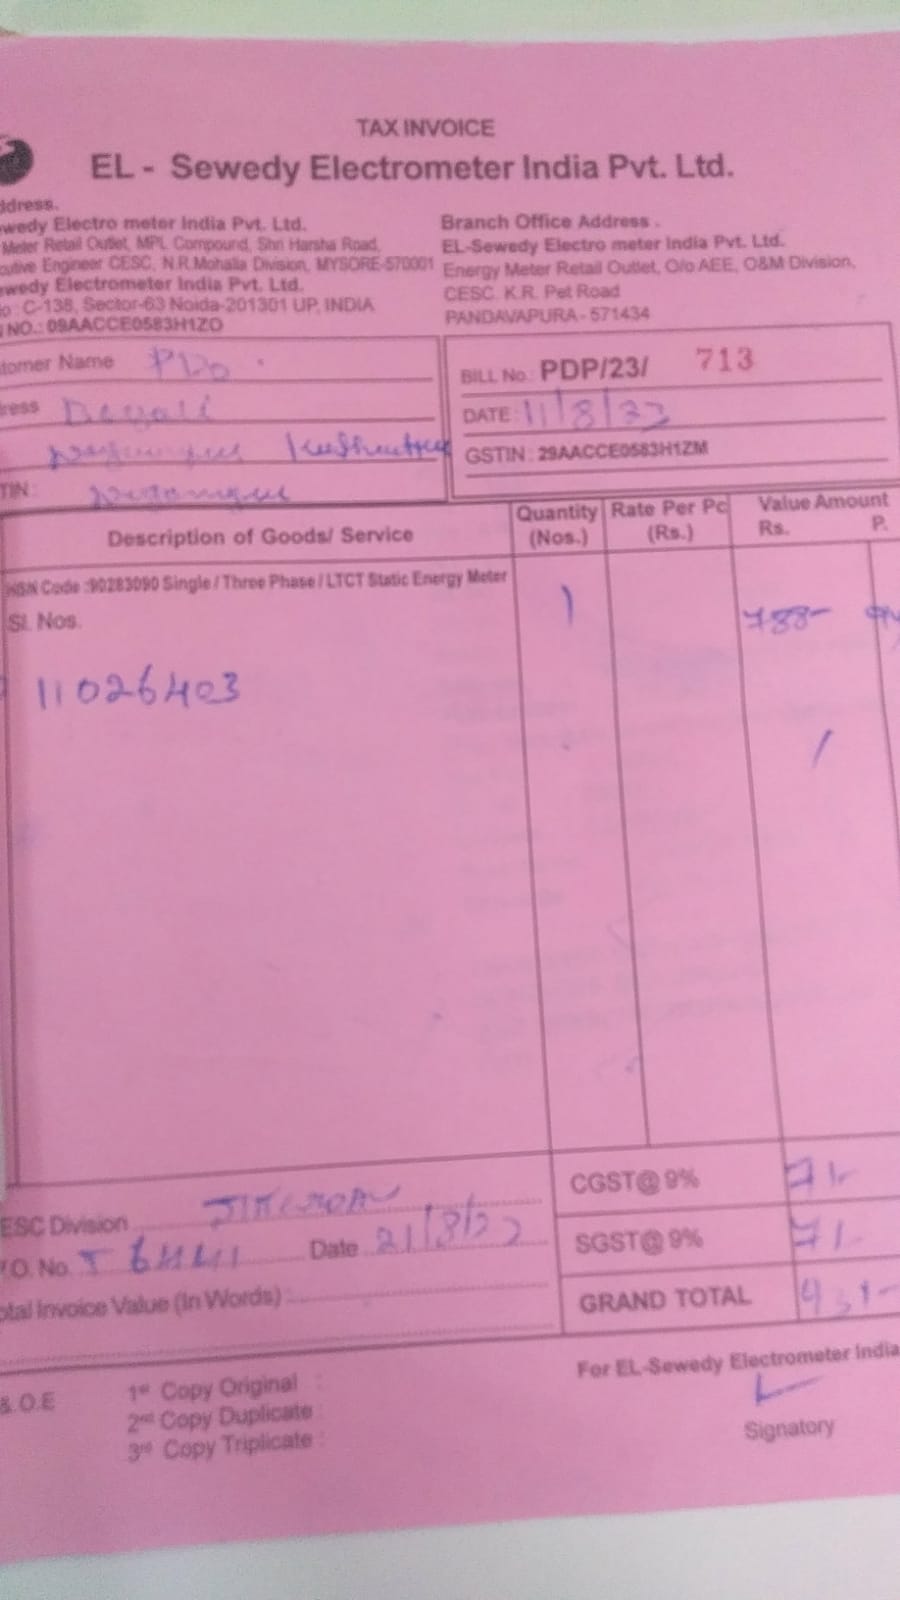 TAX INVOICE
EL - Sewedy Electrometer India Pvt. Ltd.
ddress.
wedy Electro meter India Pvt. Ltd.
Meter Retail Outlet, MPL Compound, Shri Harsha Road,
cutive Engineer CESC, N.R.Mohalla Division, MYSORE-570001
wedy Electrometer India Pvt. Ltd.
o : C-138, Sector-63 Noida-201301 UP, INDIA
NO.: 09AACCE0583H1ZO
Branch Office Address .
EL-Sewedy Electro meter India Pvt. Ltd.
Energy Meter Retail Outlet, O/o AEE, O&M Division,
CESC. K.R. Pet Road
PANDAVAPURA - 571434
tomer Name PDO
ress
TIN :
BILL No : PDP/23/ 713
DATE : 11/8/23
GSTIN : 29AACCE0583H1ZM
Description of Goods/ Service
Quantity (Nos.)
Rate Per Pc (Rs.)
Value Amount
Rs. P.
HSN Code :90283090 Single / Three Phase / LTCT Static Energy Meter
1
788-
Sl. Nos.
11026403
CGST@ 9% 71-
SGST@ 9% 71-
GRAND TOTAL 931-
ESC Division
.O. No. Date
otal Invoice Value (In Words) :
For EL-Sewedy Electrometer India
Signatory
&.O.E
1st Copy Original :
2nd Copy Duplicate :
3rd Copy Triplicate :